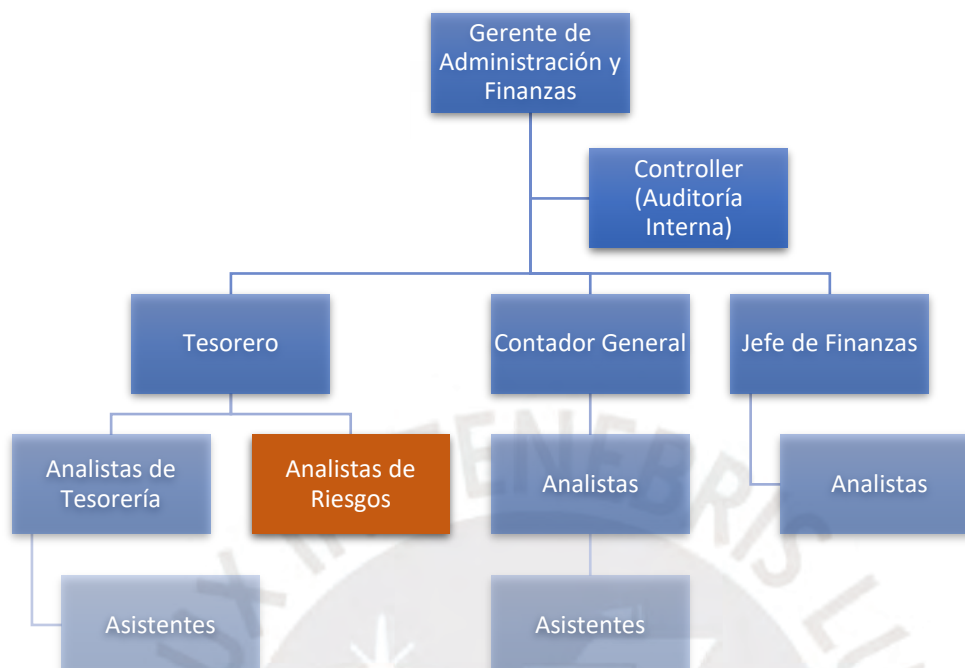 Gerente de
Administración y
Finanzas
Controller
(Auditoría
Interna)
Tesorero
Contador General
Jefe de Finanzas
Analistas de
Tesorería
Analistas de
Riesgos
Analistas
Analistas
Asistentes
Asistentes
TENEBRIS